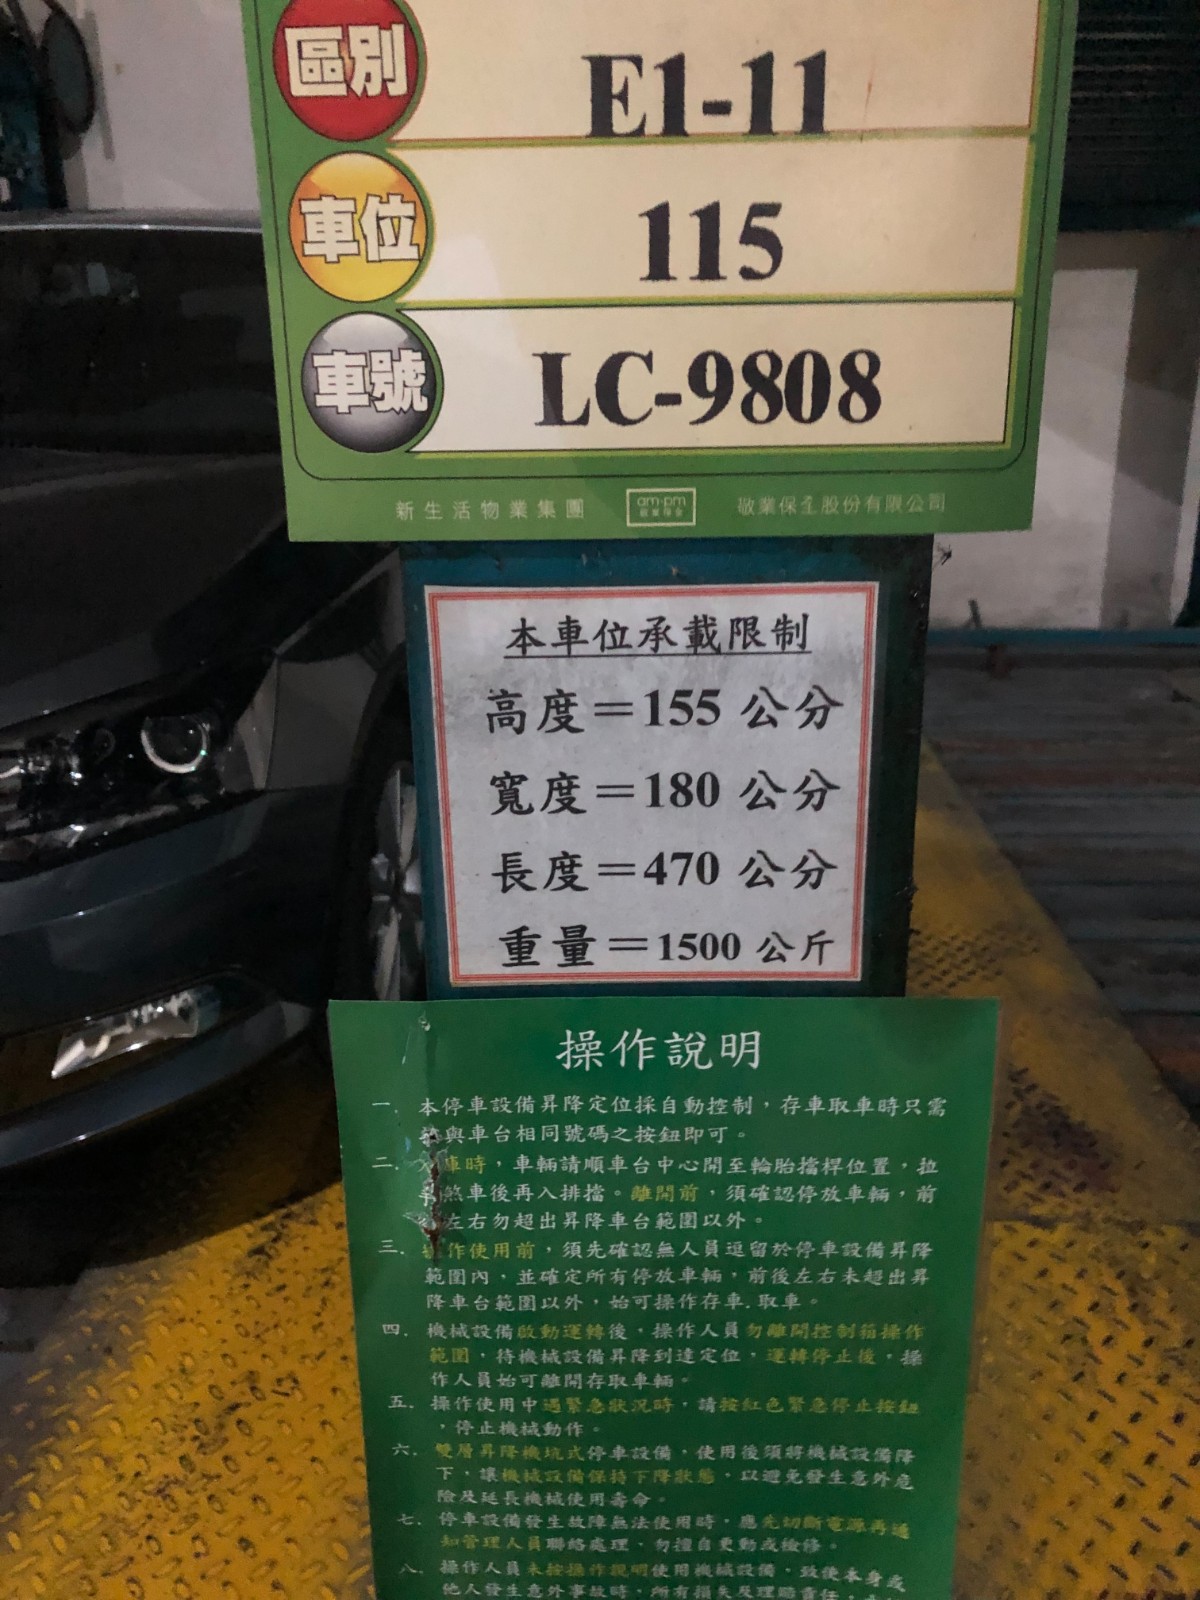 區別
E1-11
車位
115
車號
LC-9808
新生活物業集團
am·pm
敬業保全股份有限公司
本車位承載限制
高度=155 公分
寬度=180 公分
長度=470 公分
重量=1500 公斤
操作說明
一. 本停車設備昇降定位採自動控制,存車取車時只需
與車台相同號碼之按鈕即可。
二. 庫時,車輛請順車台中心開至輪胎擋桿位置,拉
煞車後再入排擋。離開前,須確認停放車輛,前
左右勿超出昇降車台範圍以外。
三. 操作使用前,須先確認無人員逗留於停車設備昇降
範圍內,並確定所有停放車輛,前後左右未超出昇
降車台範圍以外,始可操作存車.取車。
四. 機械設備啟動運轉後,操作人員勿離開控制箱操作
範圍,待機械設備昇降到達定位,運轉停止後,操
作人員始可離開存取車輛。
五. 操作使用中遇緊急狀況時,請按紅色緊急停止按鈕
,停止機械動作。
六. 雙層昇降機坑式停車設備,使用後須將機械設備降
下,讓機械設備保持下降狀態,以避免發生意外危
險及延長機械使用壽命。
七. 停車設備發生故障無法使用時,應先切斷電源再通
知管理人員聯絡處理,勿擅自更動或檢修。
八. 操作人員未按操作說明使用機械設備,致使本身或
他人發生意外事故時,所有損失及理賠責任,